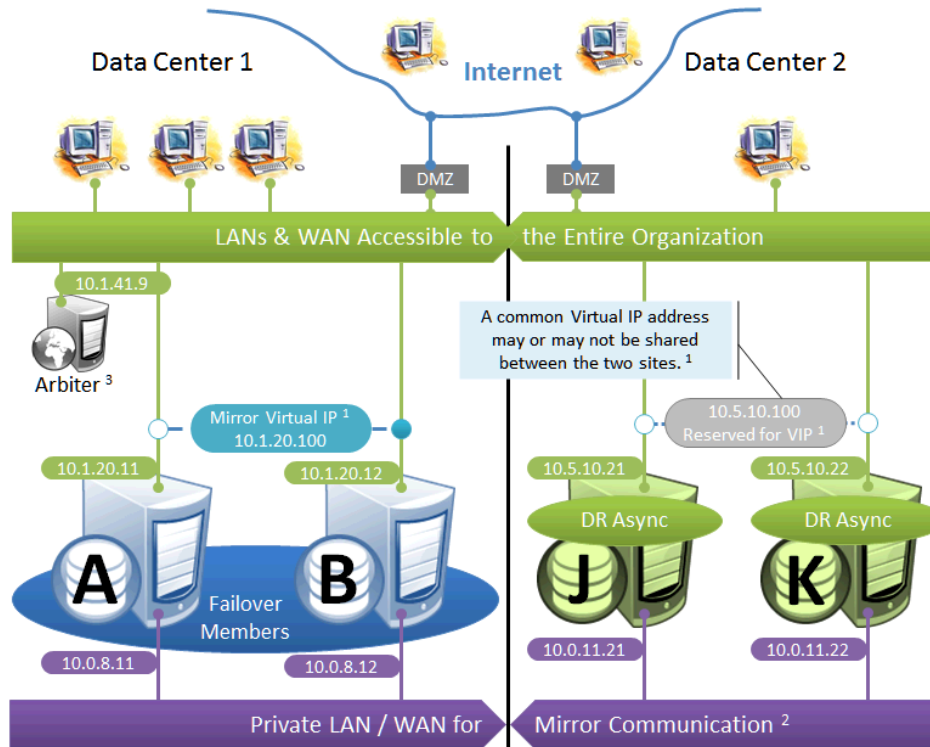 Data Center 1
Internet
Data Center 2
DMZ
DMZ
LANs & WAN Accessible to the Entire Organization
10.1.41.9
Arbiter 3
A common Virtual IP address
may or may not be shared
between the two sites. 1
Mirror Virtual IP 1
10.1.20.100
10.5.10.100
Reserved for VIP 1
10.1.20.11
10.1.20.12
10.5.10.21
10.5.10.22
DR Async
DR Async
A
B
J
K
Failover
Members
10.0.8.11
10.0.8.12
10.0.11.21
10.0.11.22
Private LAN / WAN for Mirror Communication 2